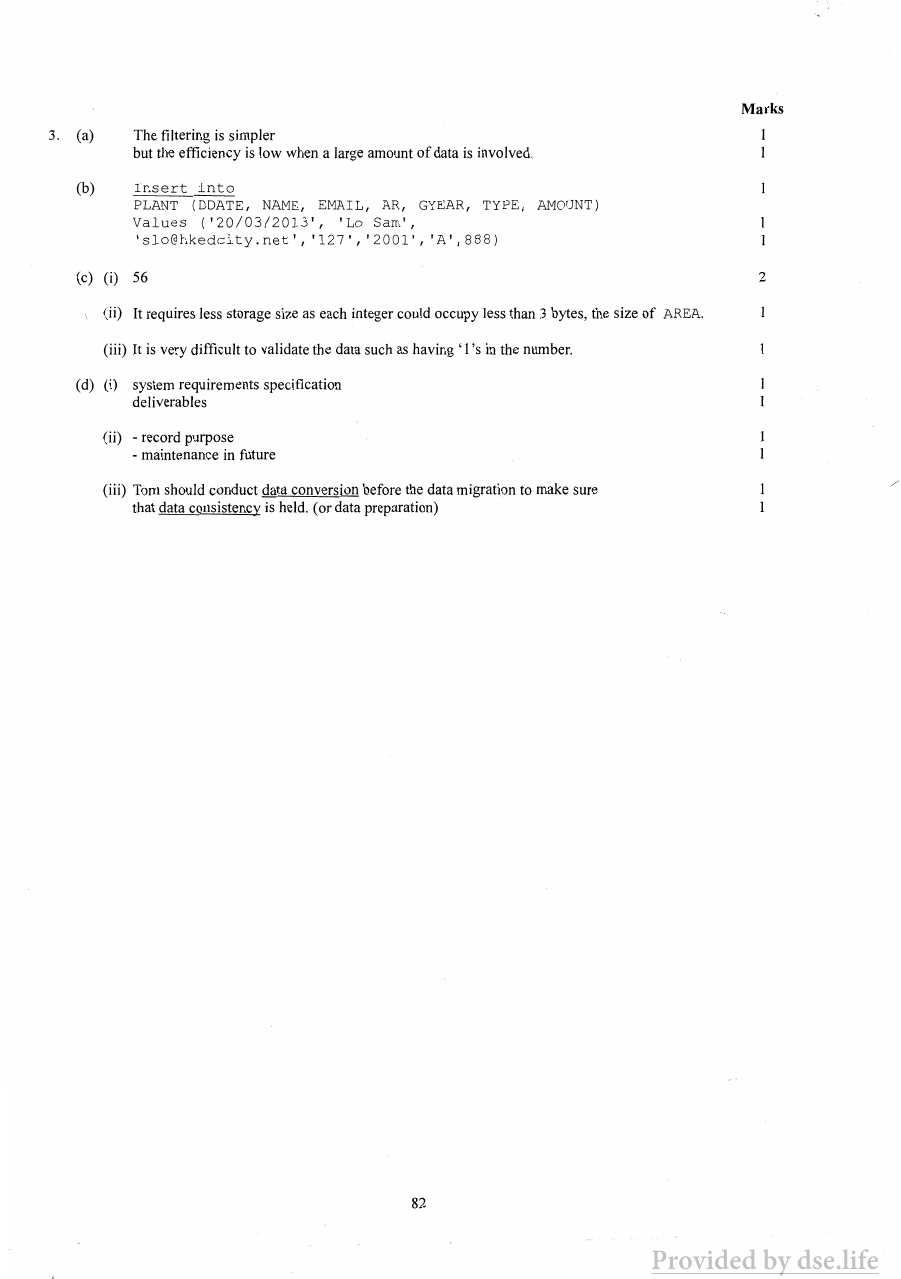 Marks
3. (a) The filtering is simpler 1
but the efficiency is low when a large amount of data is involved. 1
(b) Insert into 1
PLANT (DDATE, NAME, EMAIL, AR, GYEAR, TYPE, AMOUNT)
Values ('20/03/2013', 'Lo Sam', 1
'slo@hkedcity.net','127','2001','A',888) 1
(c) (i) 56 2
(ii) It requires less storage size as each integer could occupy less than 3 bytes, the size of AREA. 1
(iii) It is very difficult to validate the data such as having '1's in the number. 1
(d) (i) system requirements specification 1
deliverables 1
(ii) - record purpose 1
- maintenance in future 1
(iii) Tom should conduct data conversion before the data migration to make sure 1
that data consistency is held. (or data preparation) 1
82
Provided by dse.life